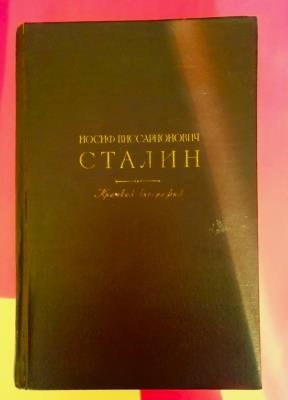 ИОСИФ ВИССАРИОНОВИЧ
СТАЛИН
Краткая биография